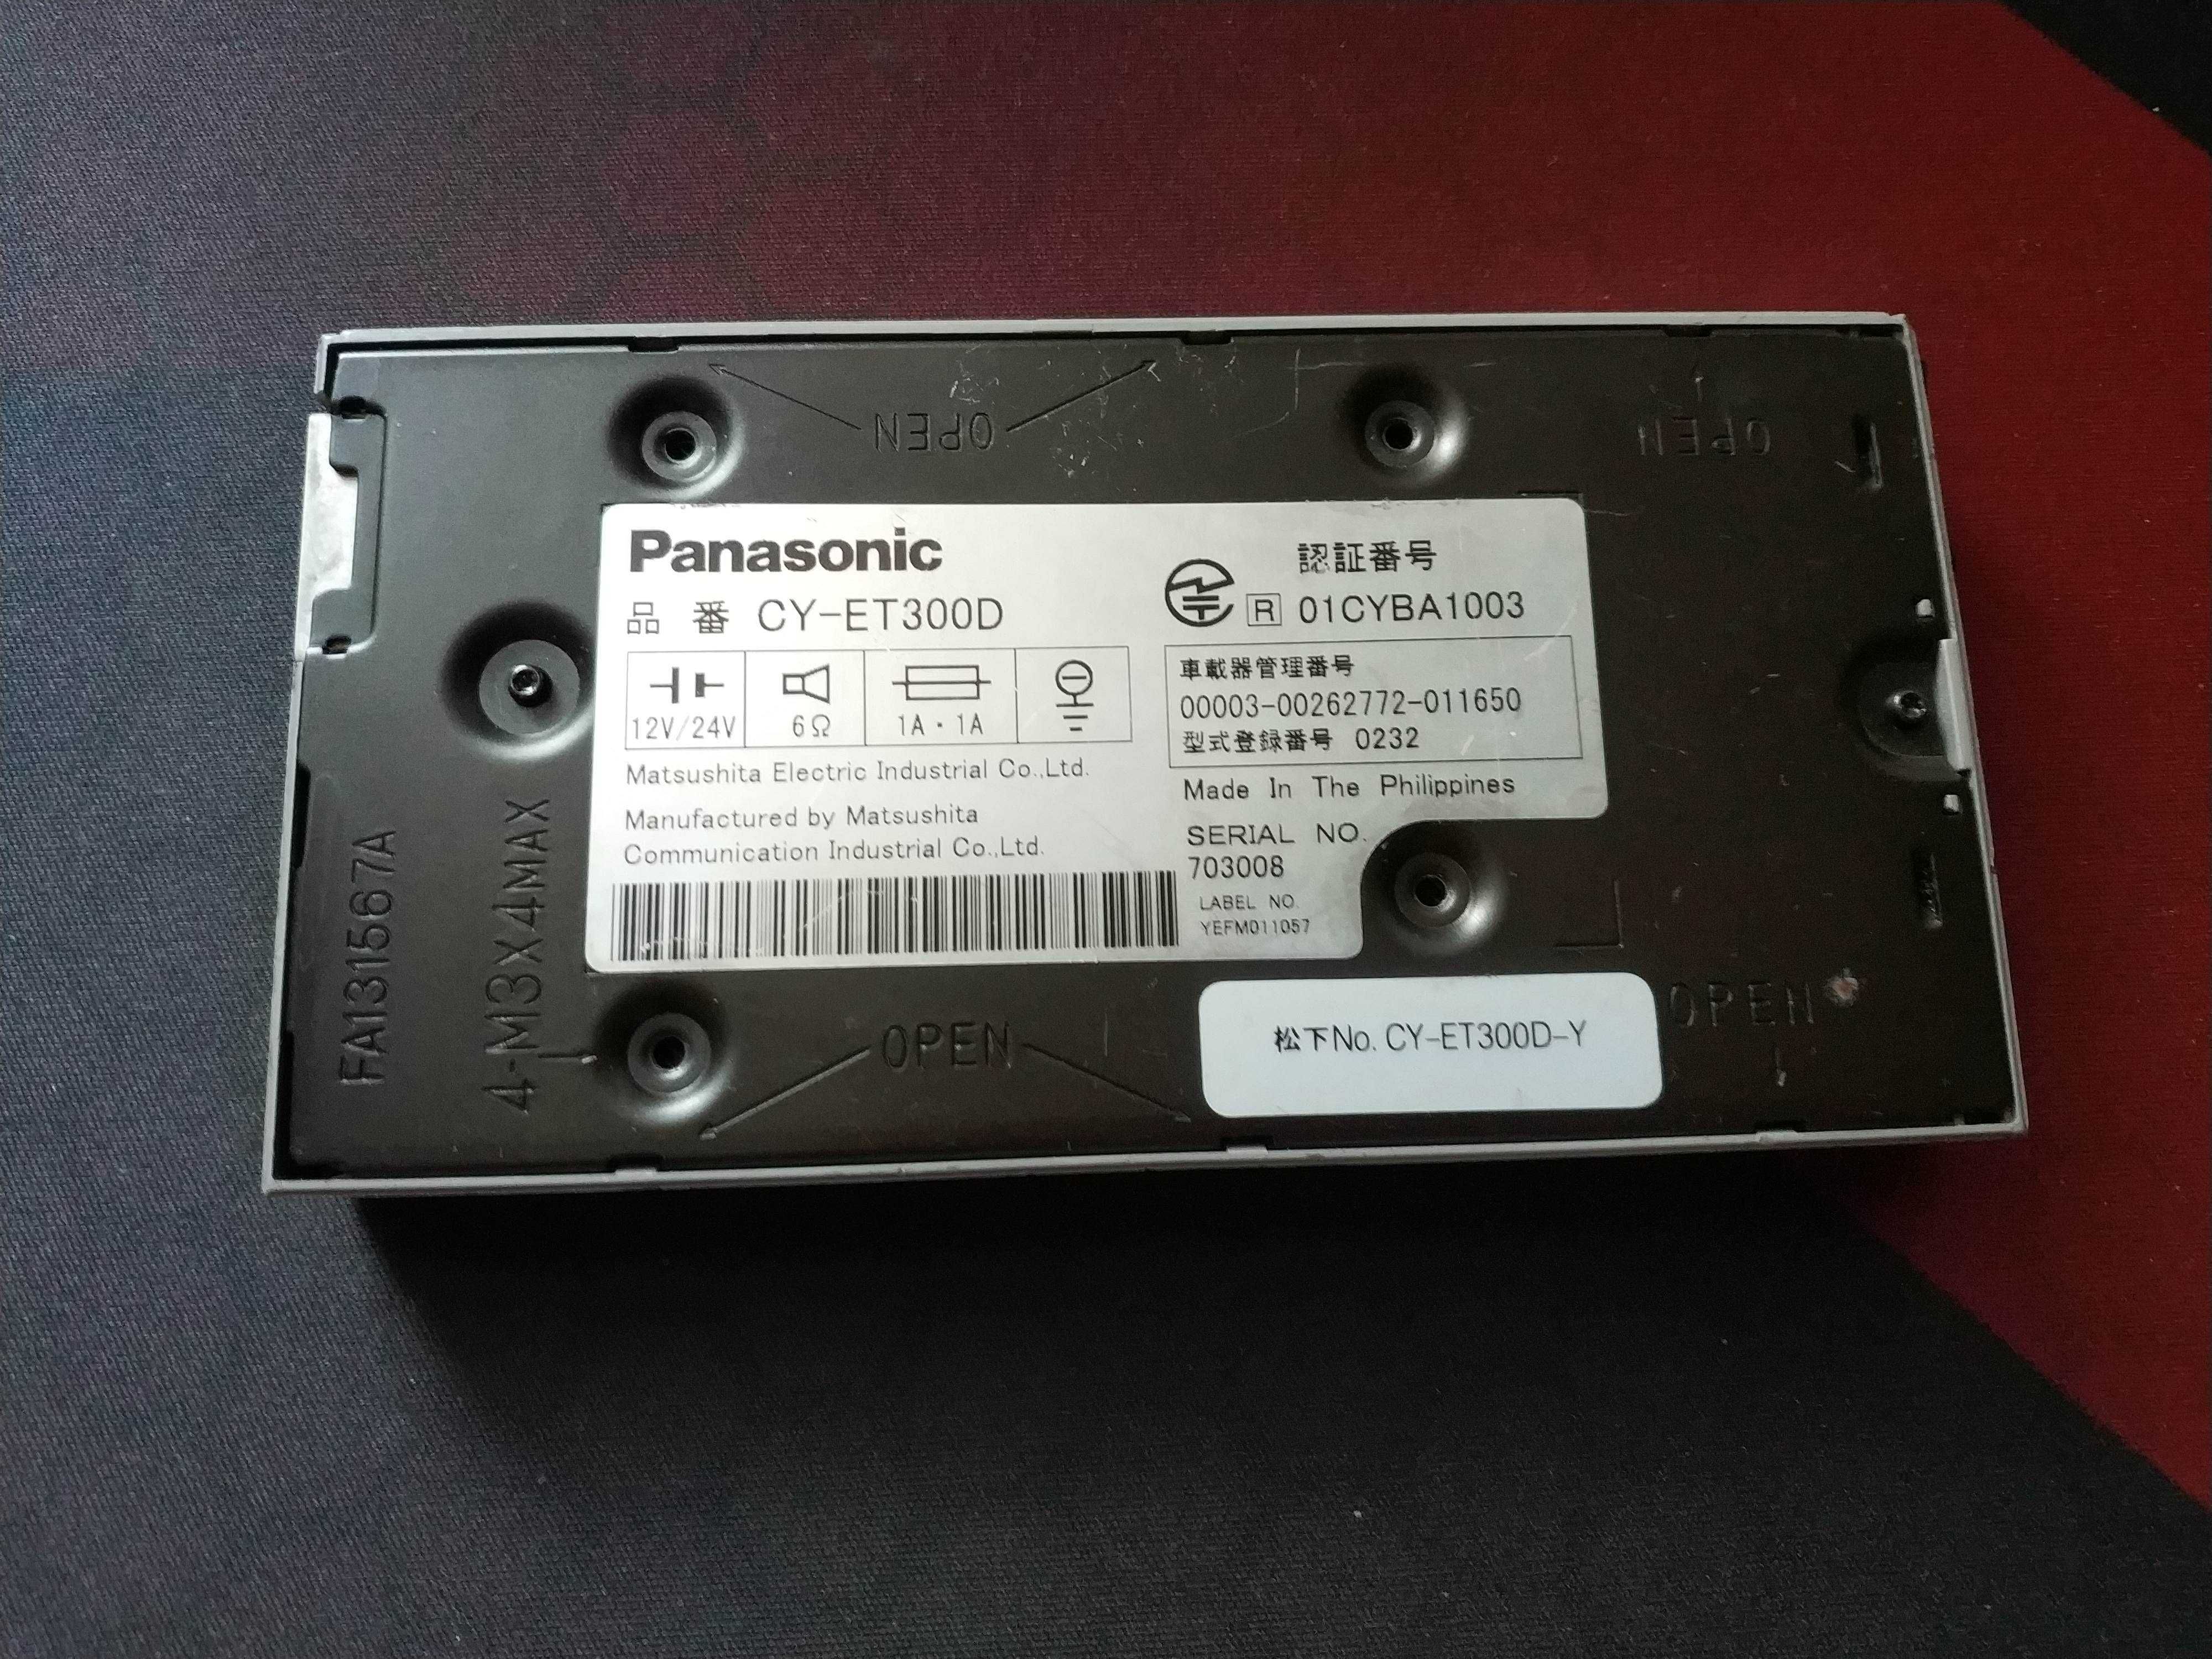 OPEN
OPEN
Panasonic
品 番 CY-ET300D
12V/24V 6Ω 1A・1A
Matsushita Electric Industrial Co.,Ltd.
Manufactured by Matsushita
Communication Industrial Co.,Ltd.
認証番号
R 01CYBA1003
車載器管理番号
00003-00262772-011650
型式登録番号 0232
Made In The Philippines
SERIAL NO.
703008
LABEL NO.
YEFM011057
FA131567A
4-M3X4MAX
OPEN
松下No. CY-ET300D-Y
OPEN